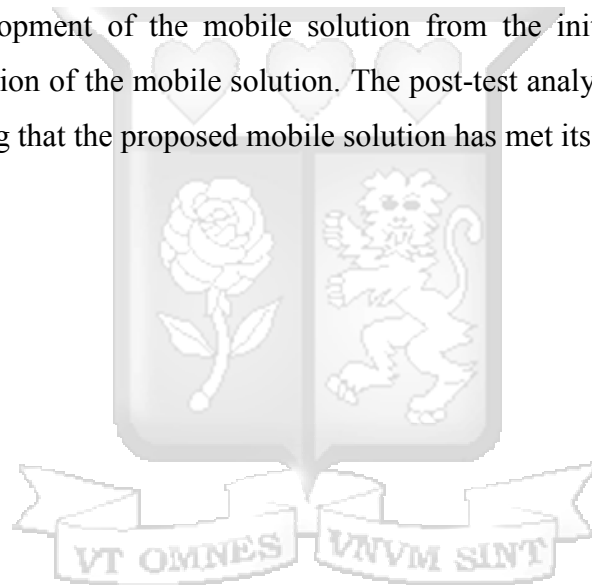 opment of the mobile solution from the init
ion of the mobile solution. The post-test analy
g that the proposed mobile solution has met its
VT OMNES VNVM SINT